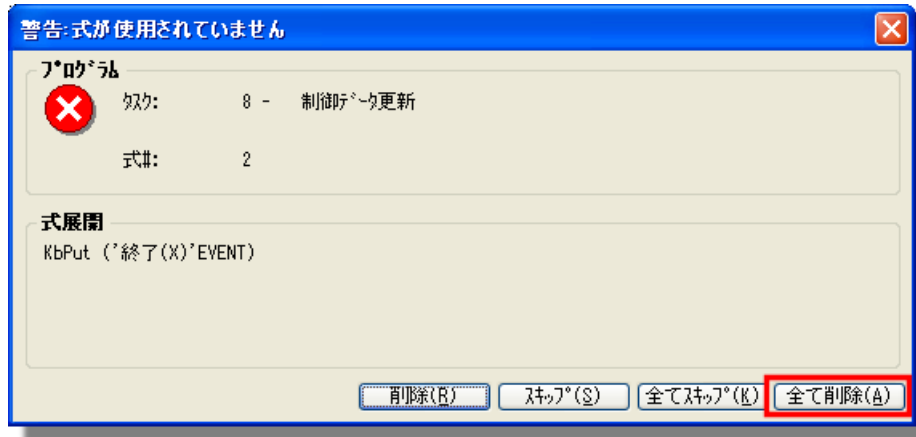 警告:式が使用されていません
ﾌﾟﾛｸﾞﾗﾑ
ﾀｽｸ: 8 - 制御ﾃﾞｰﾀ更新
式#: 2
式展開
KbPut ('終了(X)'EVENT)
削除(R) ｽｷｯﾌﾟ(S) 全てｽｷｯﾌﾟ(K) 全て削除(A)